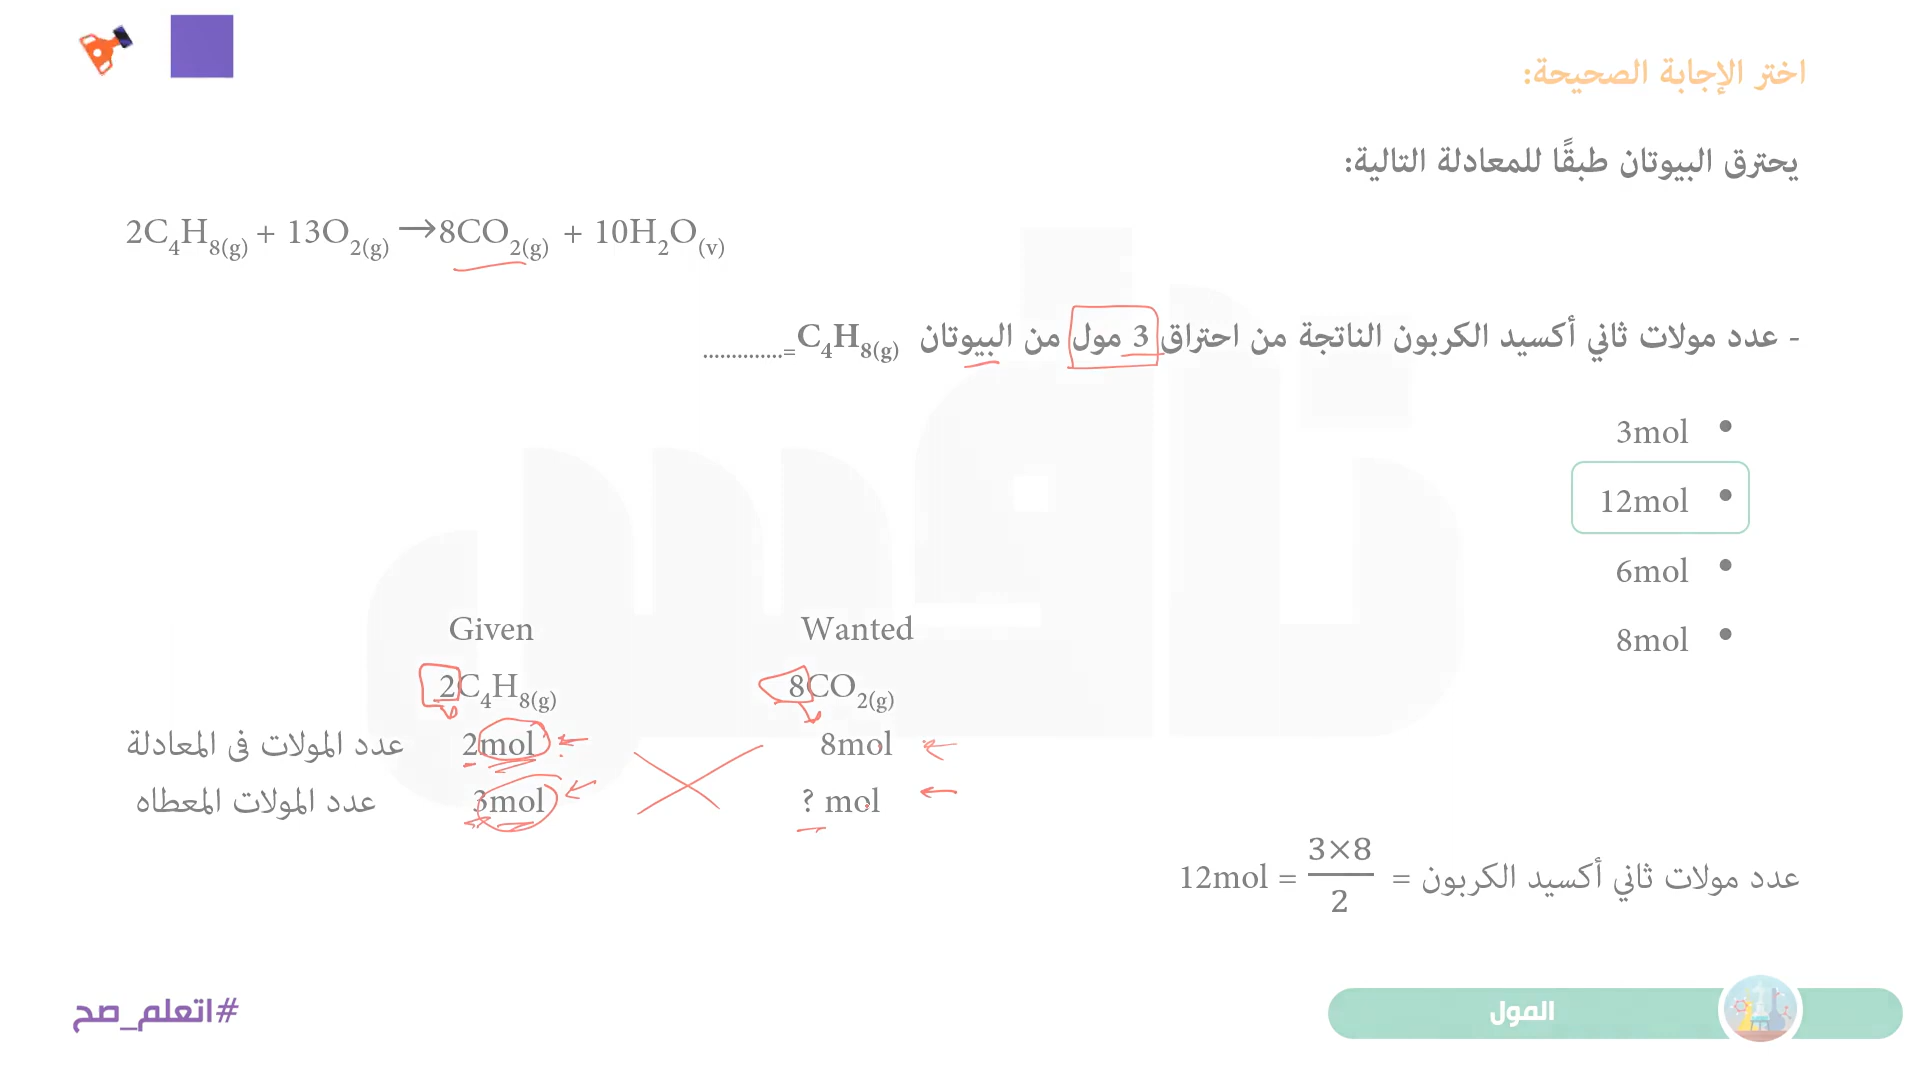 اختر الإجابة الصحيحة:
يحترق البيوتان طبقًا للمعادلة التالية:
2C₄H₈(g) + 13O₂(g) →8CO₂(g) + 10H₂O(v)
- عدد مولات ثاني أكسيد الكربون الناتجة من احتراق 3 مول من البيوتان C₄H₈(g) =..............
• 3mol
• 12mol
• 6mol
• 8mol
Given Wanted
2C₄H₈(g) 8CO₂(g)
عدد المولات فى المعادلة 2mol 8mol
عدد المولات المعطاه 3mol ? mol
عدد مولات ثاني أكسيد الكربون = 3×8/2 = 12mol
#اتعلم_صح
المول
نافس